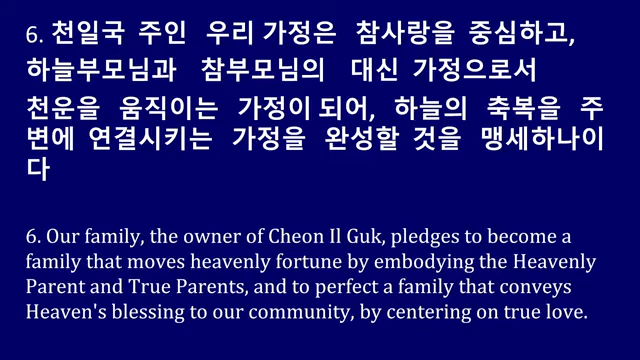 6. 천일국 주인 우리 가정은 참사랑을 중심하고,
하늘부모님과 참부모님의 대신 가정으로서
천운을 움직이는 가정이 되어, 하늘의 축복을 주
변에 연결시키는 가정을 완성할 것을 맹세하나이
다
6. Our family, the owner of Cheon Il Guk, pledges to become a
family that moves heavenly fortune by embodying the Heavenly
Parent and True Parents, and to perfect a family that conveys
Heaven's blessing to our community, by centering on true love.